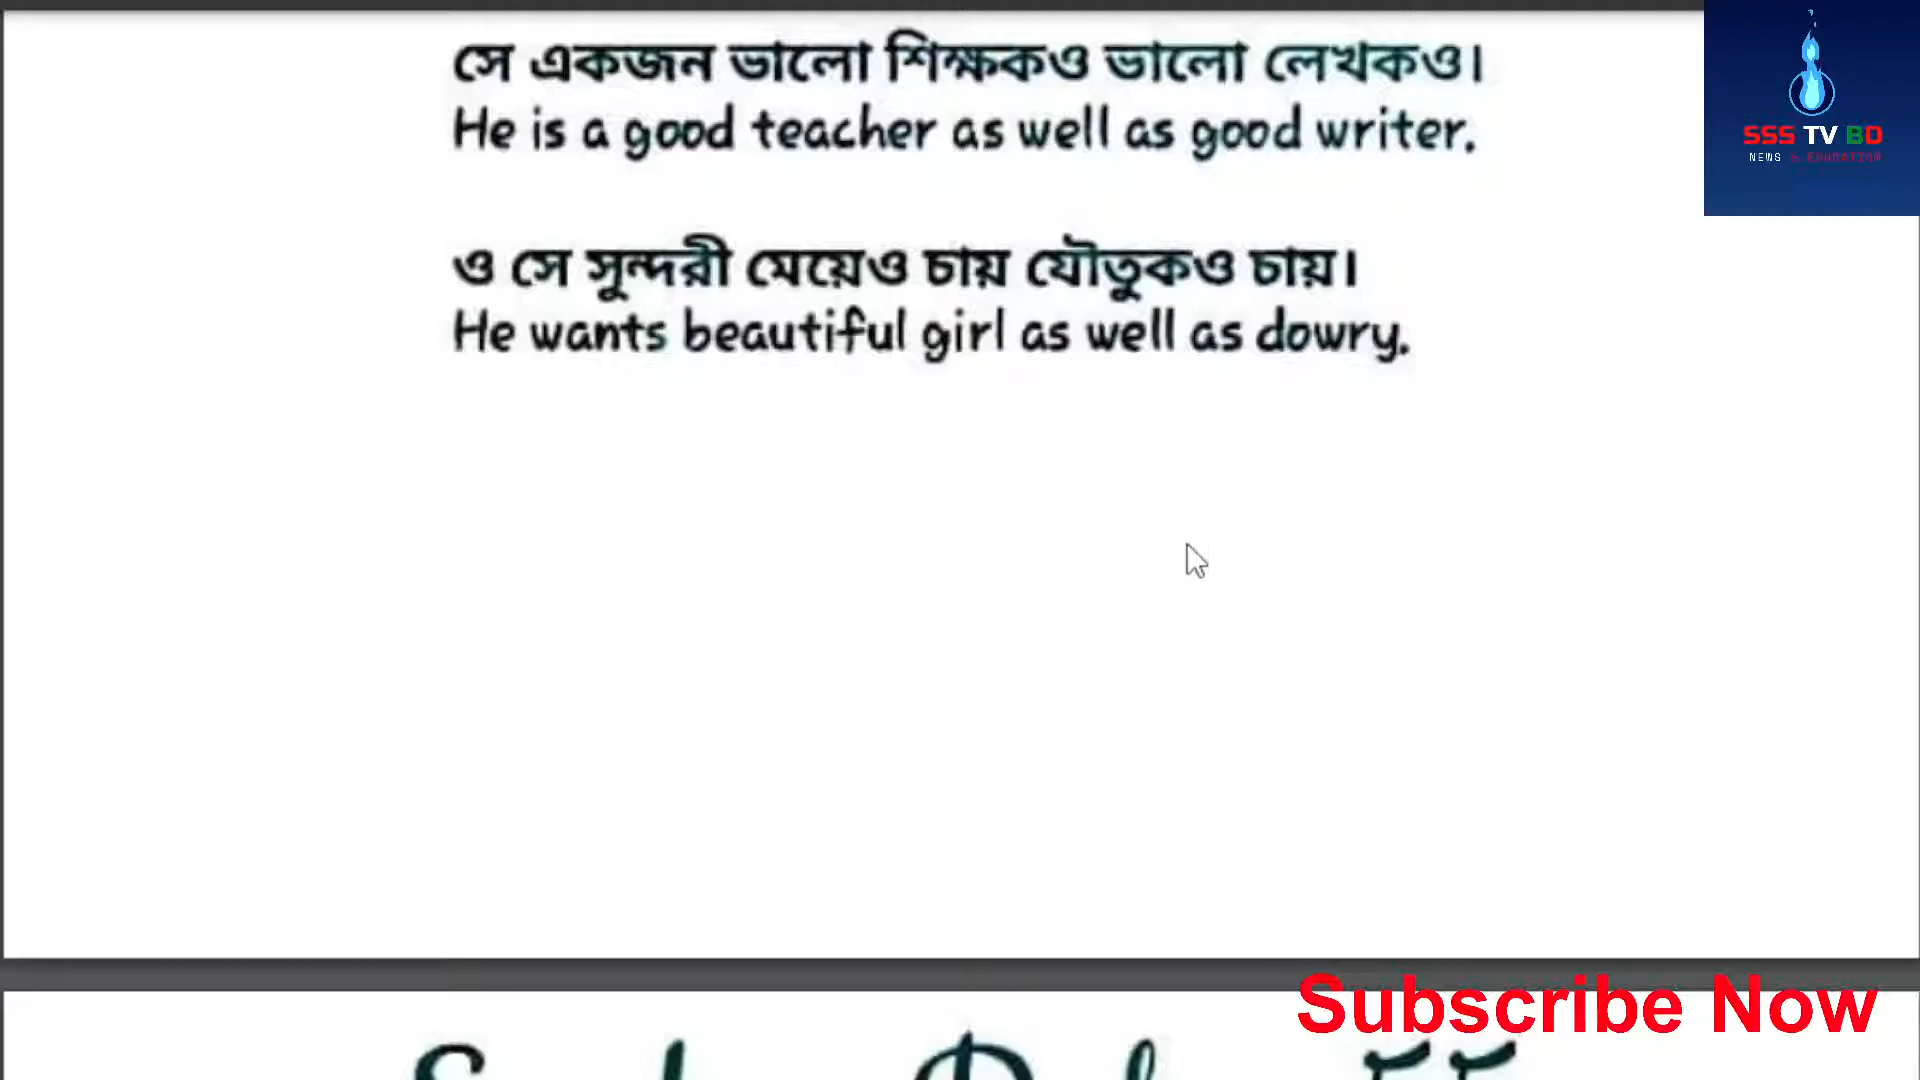 সে একজন ভালো শিক্ষকও ভালো লেখকও।
He is a good teacher as well as good writer.
ও সে সুন্দরী মেয়েও চায় যৌতুকও চায়।
He wants beautiful girl as well as dowry.
SSS TV BD
NEWS & EDUCATION
Subscribe Now